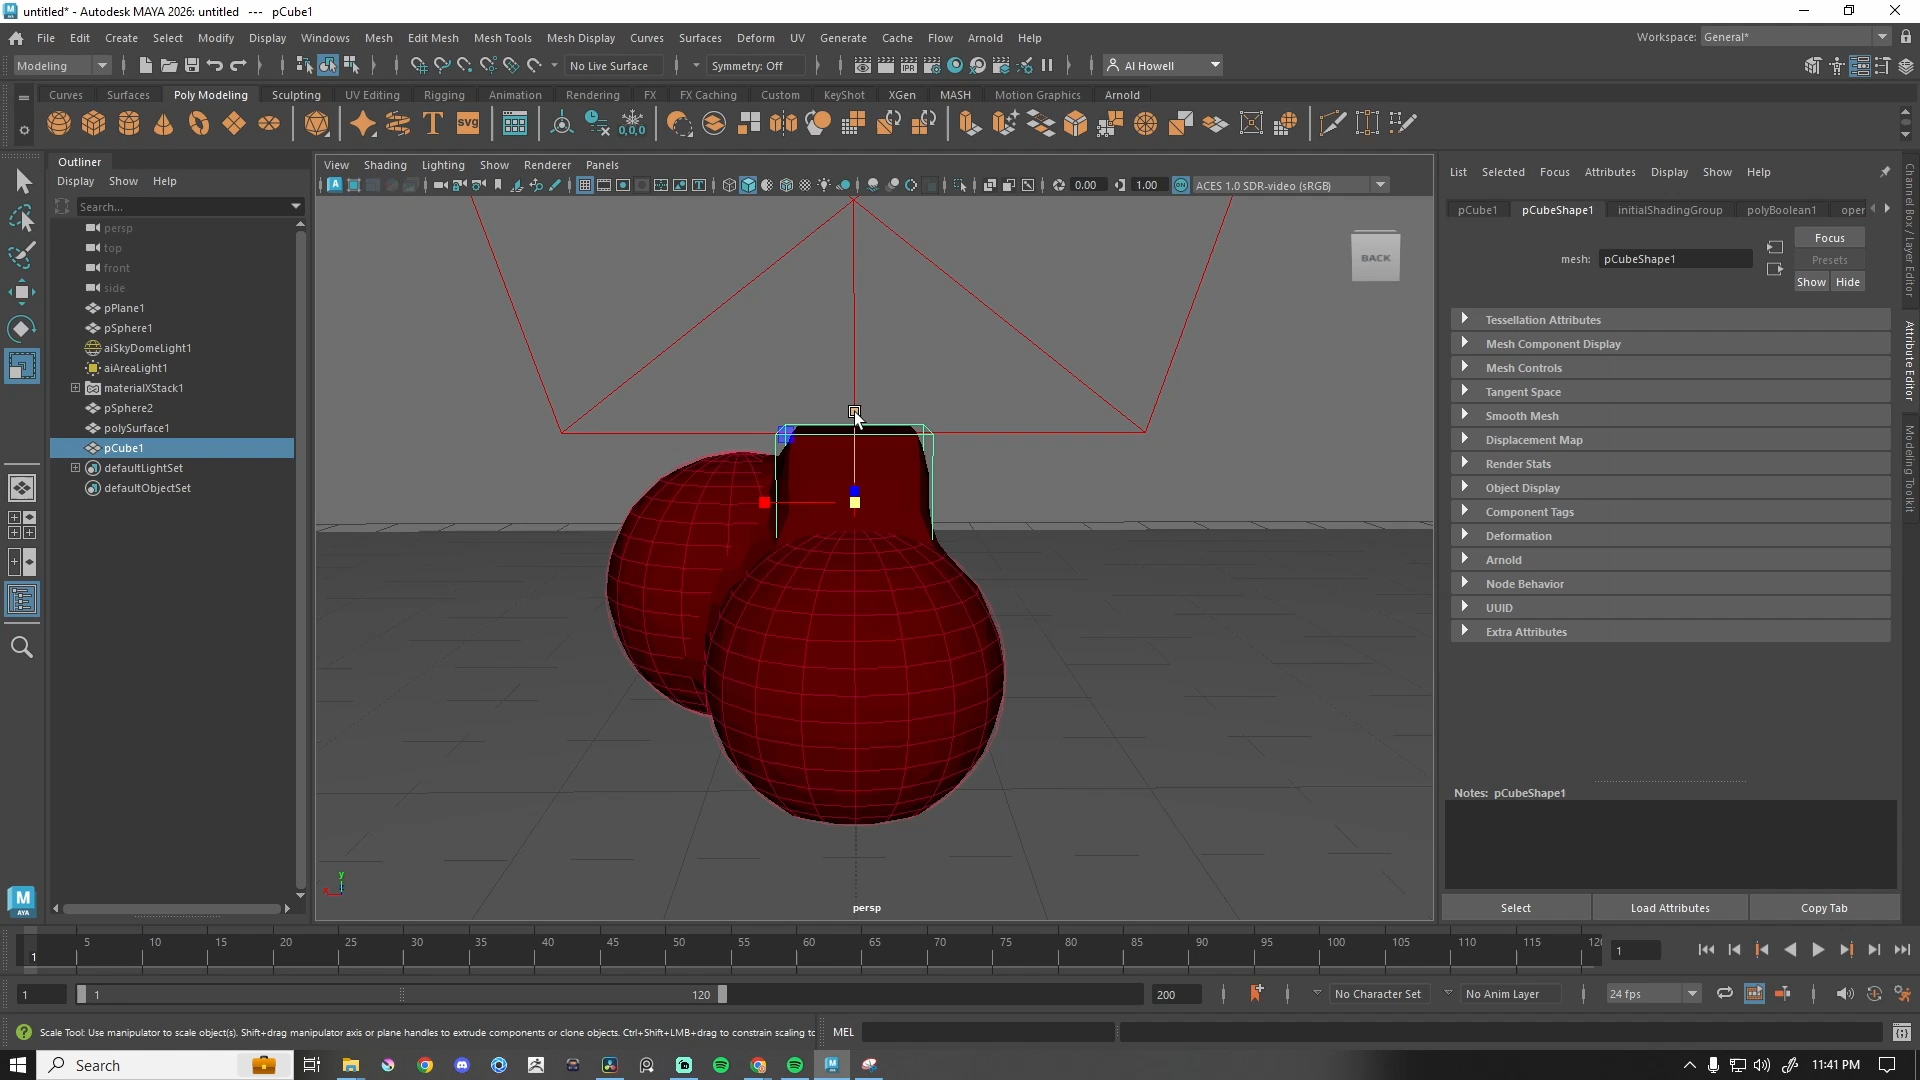 untitled* - Autodesk MAYA 2026: untitled --- pCube1
File Edit Create Select Modify Display Windows Mesh Edit Mesh Mesh Tools Mesh Display Curves Surfaces Deform UV Generate Cache Flow Arnold Help
Workspace: General*
Modeling
No Live Surface
Symmetry: Off
Al Howell
Curves Surfaces Poly Modeling Sculpting UV Editing Rigging Animation Rendering FX FX Caching Custom KeyShot XGen MASH Motion Graphics Arnold
T
SVG
0,0,0
IPR
Outliner
Display Show Help
Search...
persp
top
front
side
pPlane1
pSphere1
aiSkyDomeLight1
aiAreaLight1
materialXStack1
pSphere2
polySurface1
pCube1
defaultLightSet
defaultObjectSet
View Shading Lighting Show Renderer Panels
0.00
1.00
ACES 1.0 SDR-video (sRGB)
BACK
y
x
persp
List Selected Focus Attributes Display Show Help
pCube1 pCubeShape1 initialShadingGroup polyBoolean1 oper
mesh: pCubeShape1
Focus
Presets
Show Hide
Tessellation Attributes
Mesh Component Display
Mesh Controls
Tangent Space
Smooth Mesh
Displacement Map
Render Stats
Object Display
Component Tags
Deformation
Arnold
Node Behavior
UUID
Extra Attributes
Notes: pCubeShape1
Select
Load Attributes
Copy Tab
Channel Box / Layer Editor
Attribute Editor
Modeling Toolkit
M
AYA
5 10 15 20 25 30 35 40 45 50 55 60 65 70 75 80 85 90 95 100 105 110 115 120
1
1
1
1
120
200
No Character Set
No Anim Layer
24 fps
Scale Tool: Use manipulator to scale object(s). Shift+drag manipulator axis or plane handles to extrude components or clone objects. Ctrl+Shift+LMB+drag to constrain scaling to
MEL
Search
11:41 PM